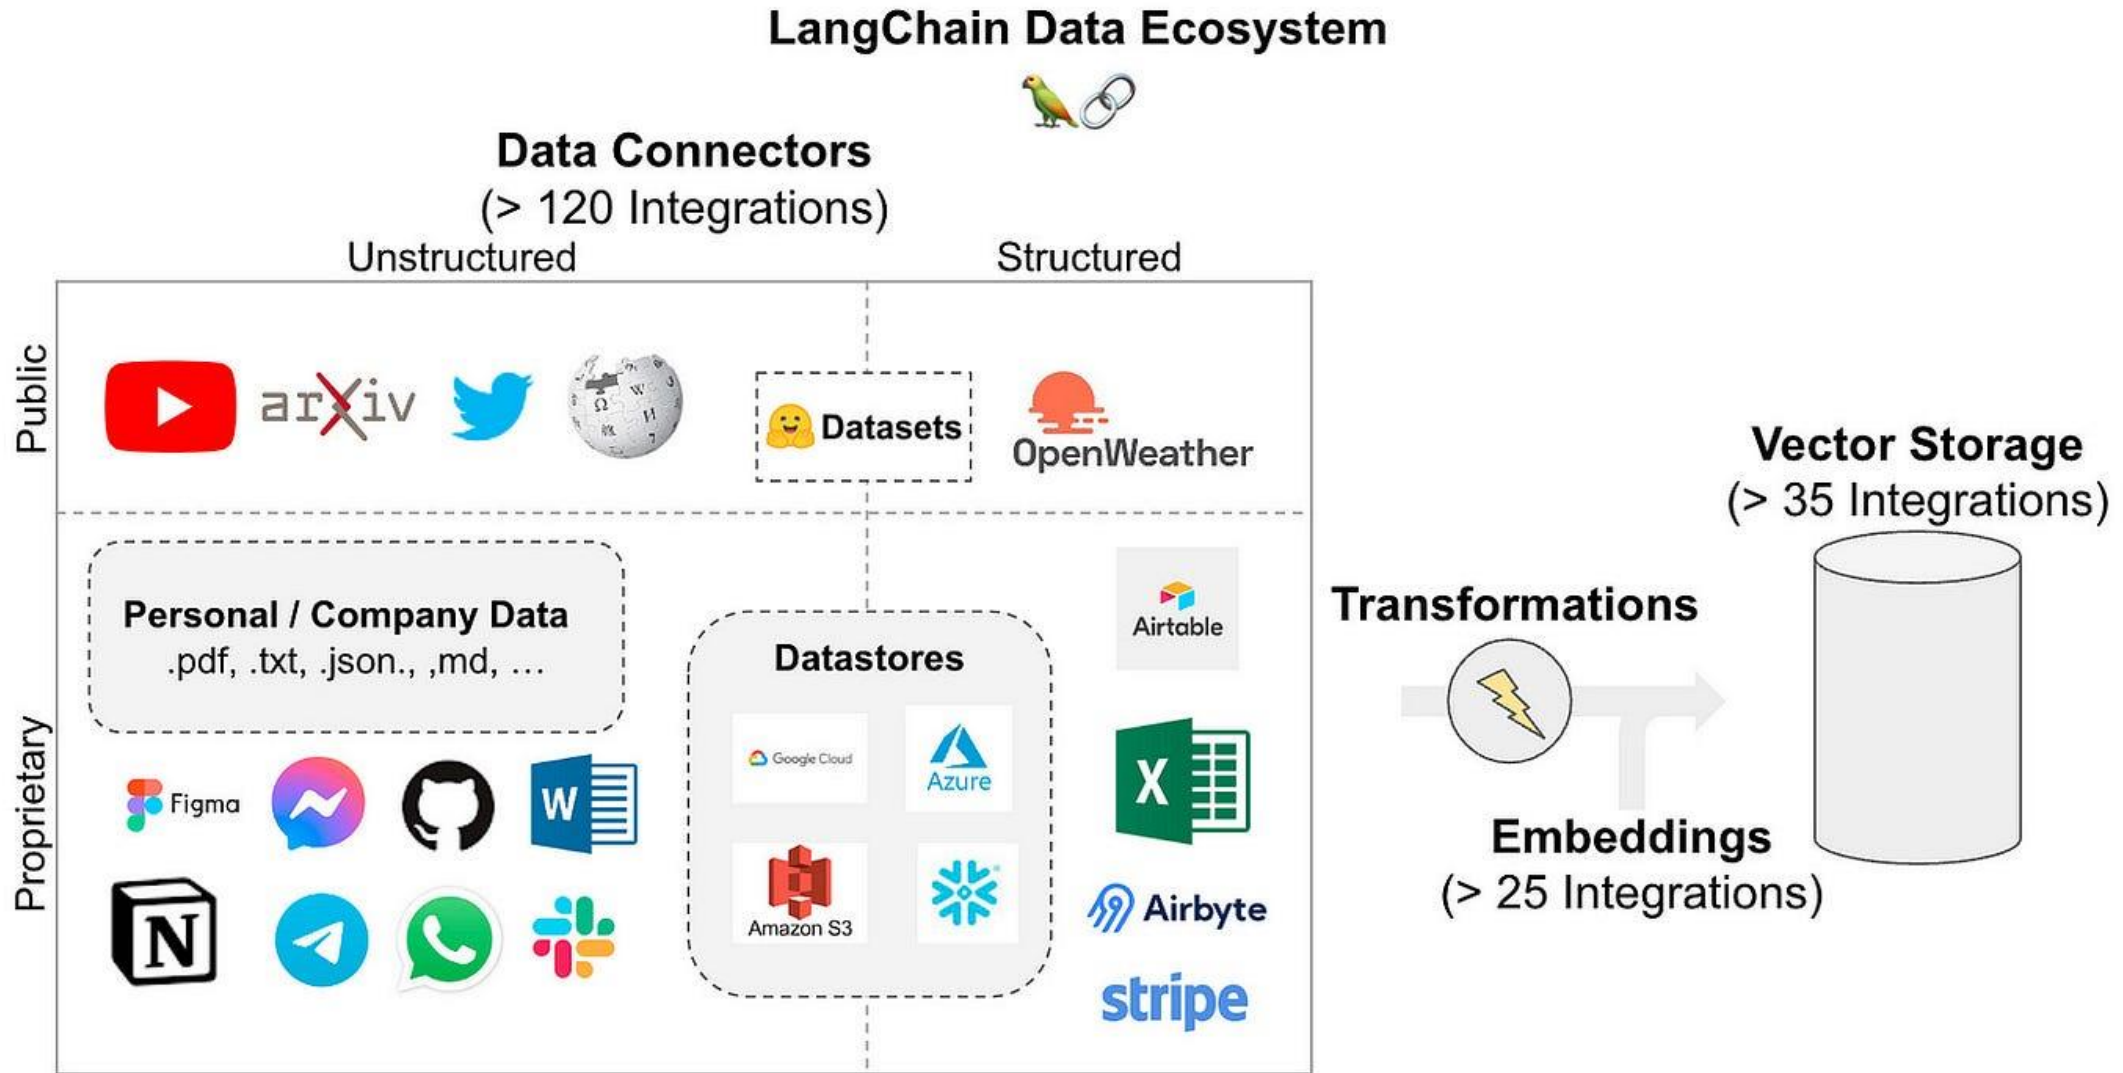 LangChain Data Ecosystem
Data Connectors
(> 120 Integrations)
Unstructured
Structured
Public
arXiv
Datasets
OpenWeather
Proprietary
Personal / Company Data
.pdf, .txt, .json., ,md, …
Figma
W
N
Datastores
Google Cloud
Azure
Amazon S3
Airtable
X
Airbyte
stripe
Transformations
Embeddings
(> 25 Integrations)
Vector Storage
(> 35 Integrations)